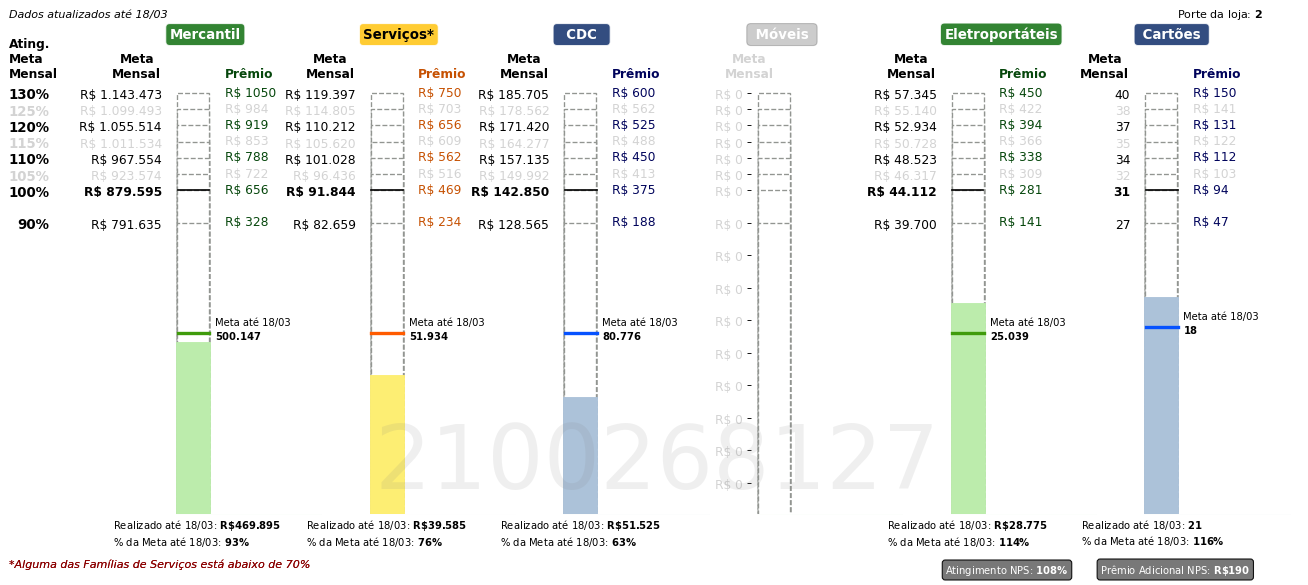 Dados atualizados até 18/03
Porte da loja: 2
Mercantil Serviços* CDC Móveis Eletroportáteis Cartões
Ating.
Meta Meta Meta Meta Meta Meta Meta
Mensal Mensal Prêmio Mensal Prêmio Mensal Prêmio Mensal Mensal Prêmio Mensal Prêmio
130% R$ 1.143.473 R$ 1050 R$ 119.397 R$ 750 R$ 185.705 R$ 600 R$ 0 R$ 57.345 R$ 450 40 R$ 150
125% R$ 1.099.493 R$ 984 R$ 114.805 R$ 703 R$ 178.562 R$ 562 R$ 0 R$ 55.140 R$ 422 38 R$ 141
120% R$ 1.055.514 R$ 919 R$ 110.212 R$ 656 R$ 171.420 R$ 525 R$ 0 R$ 52.934 R$ 394 37 R$ 131
115% R$ 1.011.534 R$ 853 R$ 105.620 R$ 609 R$ 164.277 R$ 488 R$ 0 R$ 50.728 R$ 366 35 R$ 122
110% R$ 967.554 R$ 788 R$ 101.028 R$ 562 R$ 157.135 R$ 450 R$ 0 R$ 48.523 R$ 338 34 R$ 112
105% R$ 923.574 R$ 722 R$ 96.436 R$ 516 R$ 149.992 R$ 413 R$ 0 R$ 46.317 R$ 309 32 R$ 103
100% R$ 879.595 R$ 656 R$ 91.844 R$ 469 R$ 142.850 R$ 375 R$ 0 R$ 44.112 R$ 281 31 R$ 94
90% R$ 791.635 R$ 328 R$ 82.659 R$ 234 R$ 128.565 R$ 188 R$ 0 R$ 39.700 R$ 141 27 R$ 47
R$ 0
R$ 0
R$ 0
Meta até 18/03 Meta até 18/03 Meta até 18/03 Meta até 18/03 Meta até 18/03
500.147 51.934 80.776 25.039 18
R$ 0
R$ 0
R$ 0
R$ 0
R$ 0
2100268127
Realizado até 18/03: R$469.895 Realizado até 18/03: R$39.585 Realizado até 18/03: R$51.525 Realizado até 18/03: R$28.775 Realizado até 18/03: 21
% da Meta até 18/03: 93% % da Meta até 18/03: 76% % da Meta até 18/03: 63% % da Meta até 18/03: 114% % da Meta até 18/03: 116%
*Alguma das Famílias de Serviços está abaixo de 70%
Atingimento NPS: 108% Prêmio Adicional NPS: R$190